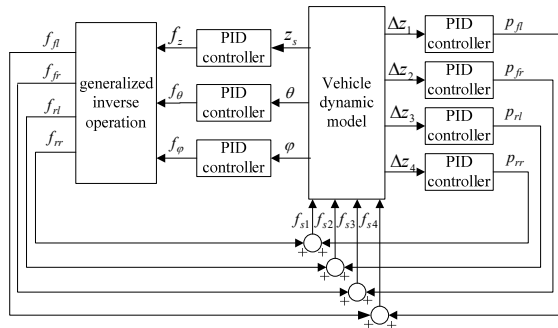 f_fl
f_fr
f_rl
f_rr
generalized
inverse
operation
f_z
PID
controller
z_s
f_θ
PID
controller
θ
f_φ
PID
controller
φ
Vehicle
dynamic
model
Δz_1
PID
controller
p_fl
Δz_2
PID
controller
p_fr
Δz_3
PID
controller
p_rl
Δz_4
PID
controller
p_rr
f_s1 f_s2 f_s3 f_s4
+ +
+ +
+ +
+ +